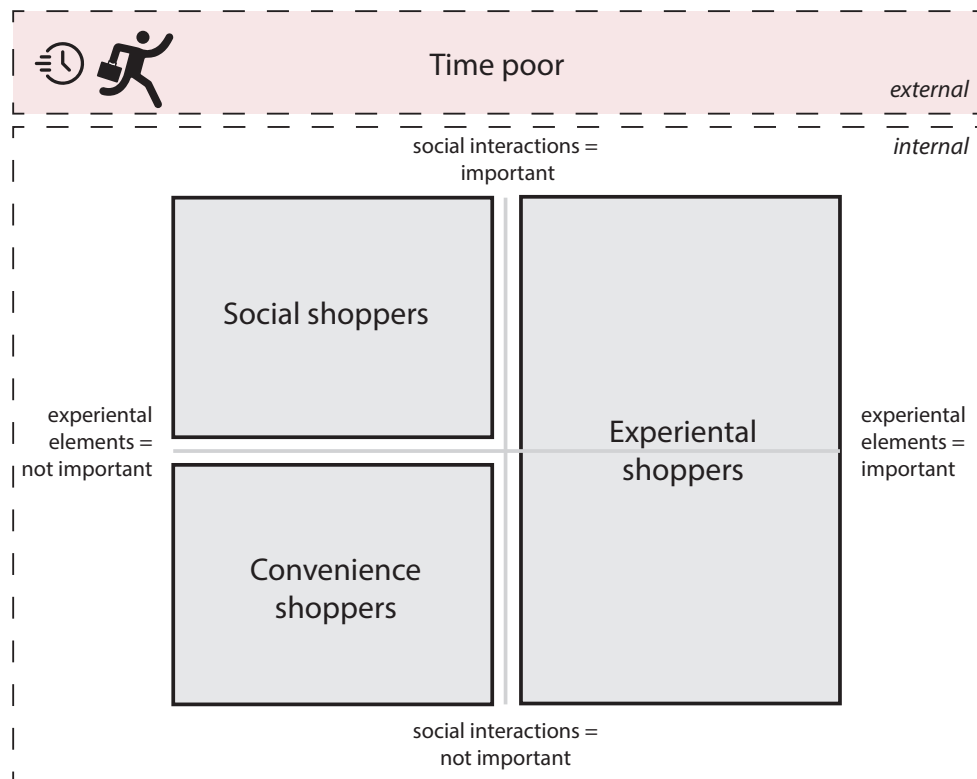 Time poor
external
internal
social interactions =
important
Social shoppers
experiental
elements =
not important
Experiental
shoppers
experiental
elements =
important
Convenience
shoppers
social interactions =
not important